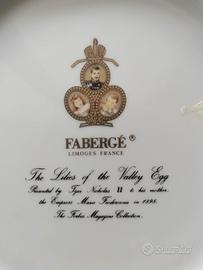 FABERGÉ ®
LIMOGES FRANCE
The Lilies of the Valley Egg
Presented by Tsar Nicholas II to his mother
the Empress Marie Feodorovna in 1898.
The Forbes Magazine Collection.
subito